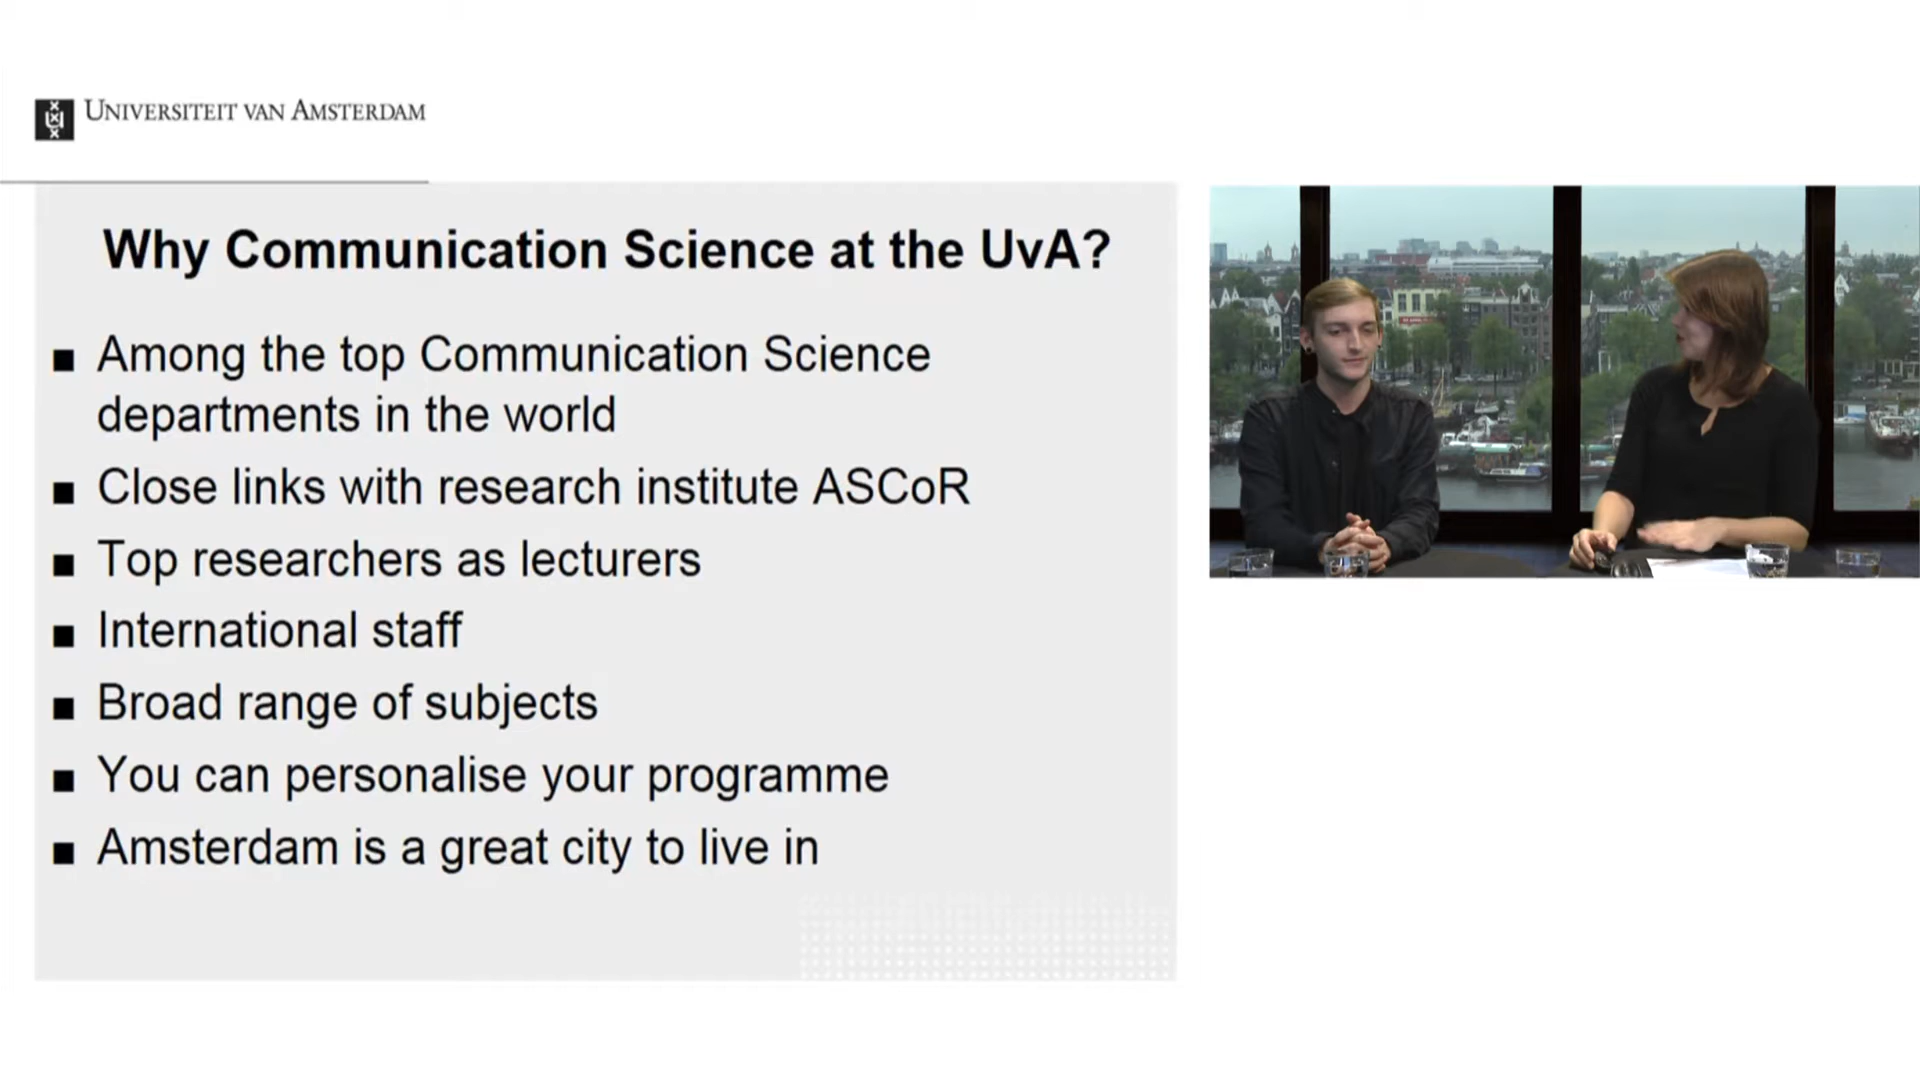 UNIVERSITEIT VAN AMSTERDAM
Why Communication Science at the UvA?
■ Among the top Communication Science
departments in the world
■ Close links with research institute ASCoR
■ Top researchers as lecturers
■ International staff
■ Broad range of subjects
■ You can personalise your programme
■ Amsterdam is a great city to live in